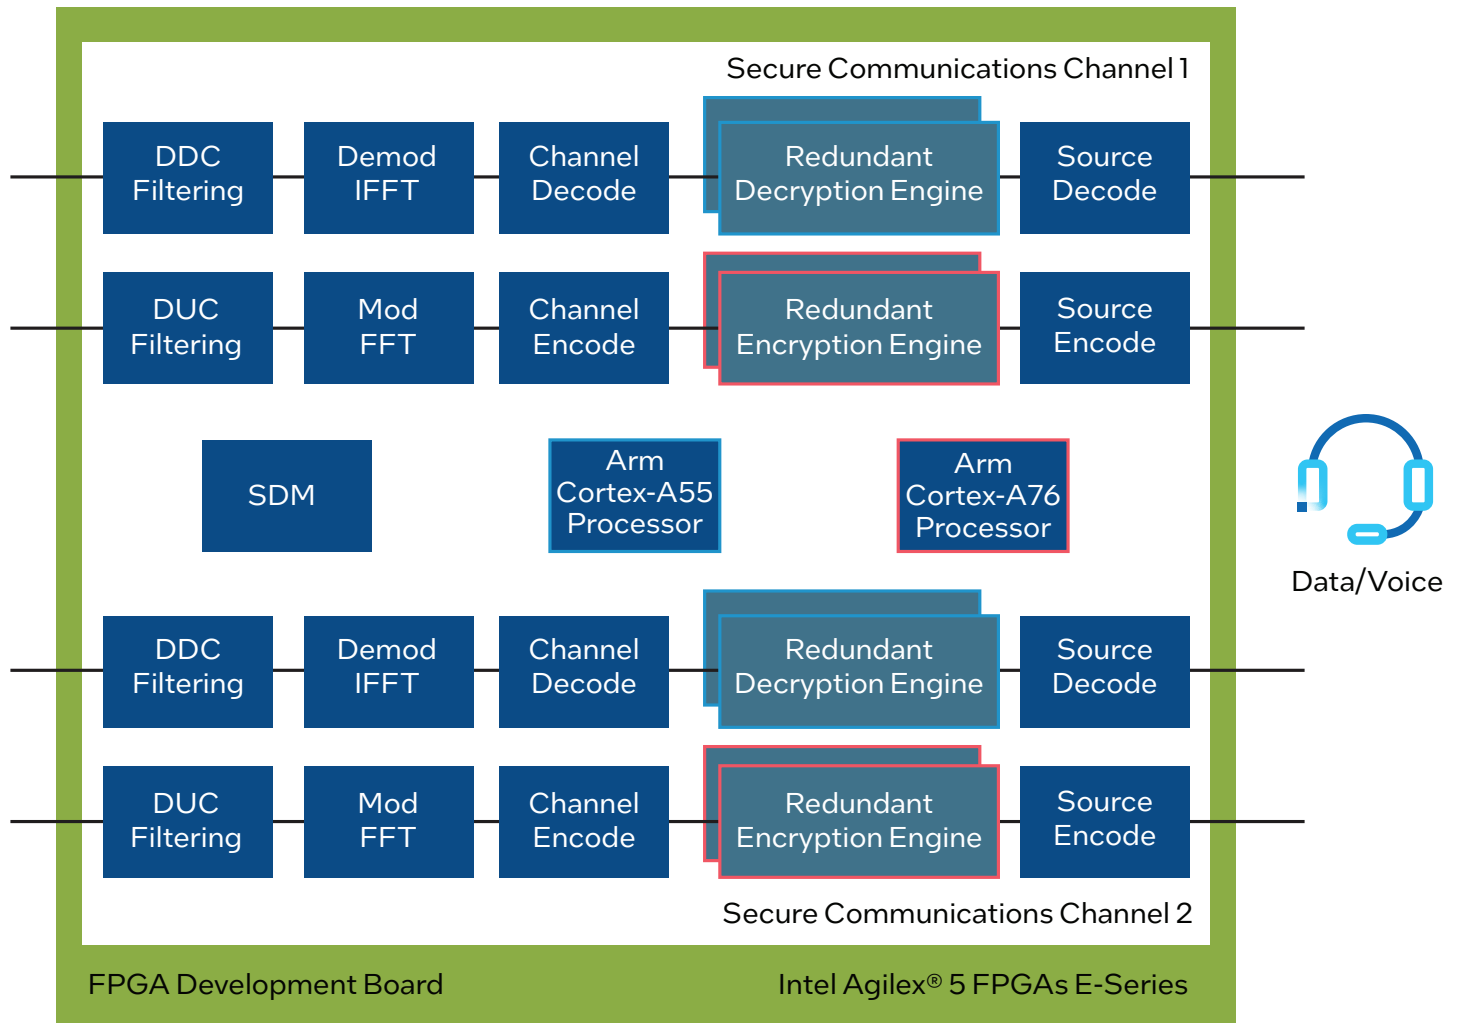 Secure Communications Channel 1
DDC
Filtering
Demod
IFFT
Channel
Decode
Redundant
Decryption Engine
Source
Decode
DUC
Filtering
Mod
FFT
Channel
Encode
Redundant
Encryption Engine
Source
Encode
SDM
Arm
Cortex-A55
Processor
Arm
Cortex-A76
Processor
Data/Voice
DDC
Filtering
Demod
IFFT
Channel
Decode
Redundant
Decryption Engine
Source
Decode
DUC
Filtering
Mod
FFT
Channel
Encode
Redundant
Encryption Engine
Source
Encode
Secure Communications Channel 2
FPGA Development Board
Intel Agilex® 5 FPGAs E-Series